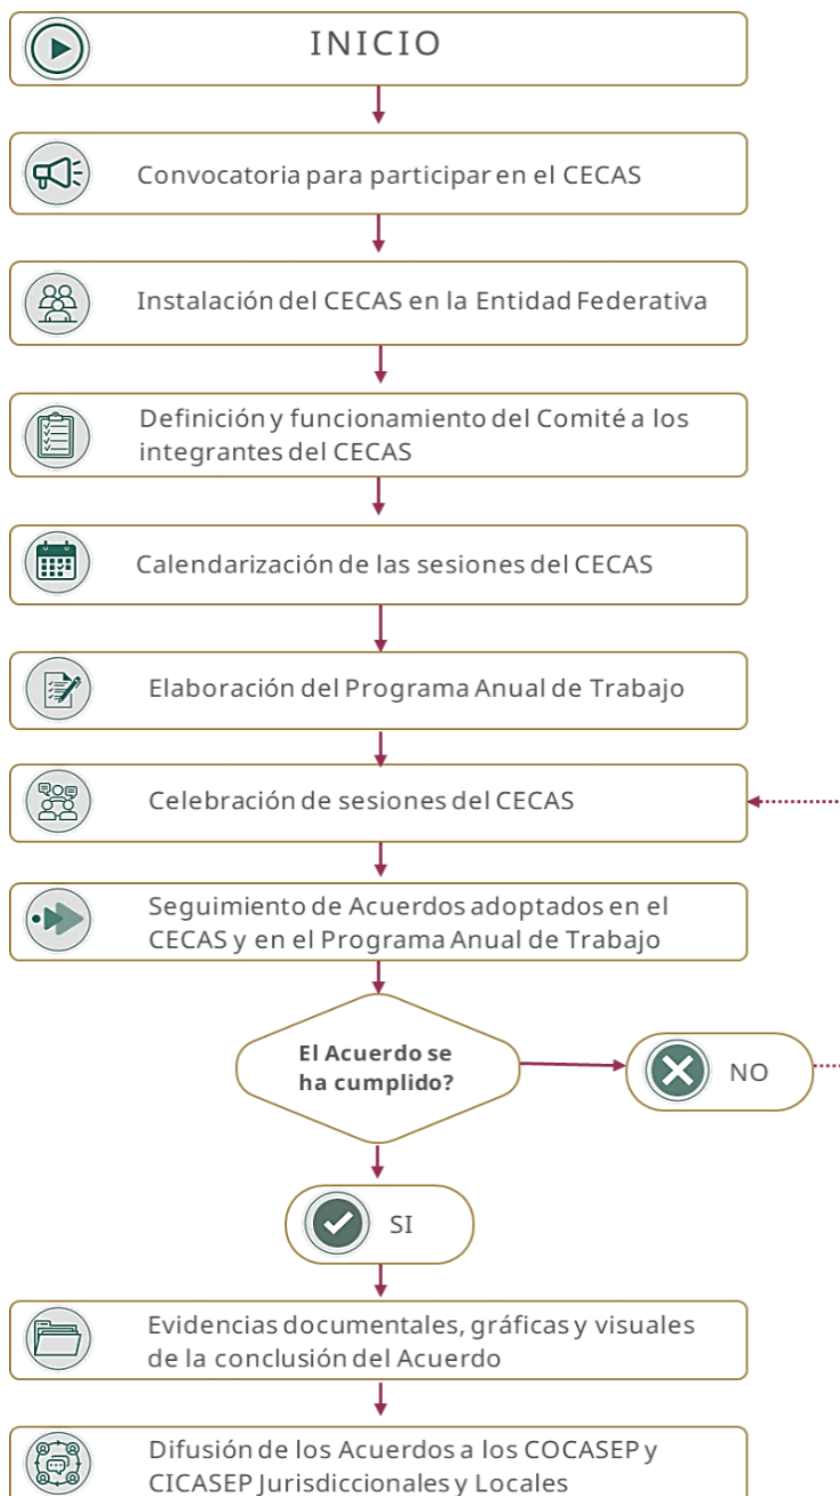 INICIO
Convocatoria para participar en el CECAS
Instalación del CECAS en la Entidad Federativa
Definición y funcionamiento del Comité a los
integrantes del CECAS
Calendarización de las sesiones del CECAS
Elaboración del Programa Anual de Trabajo
Celebración de sesiones del CECAS
Seguimiento de Acuerdos adoptados en el
CECAS y en el Programa Anual de Trabajo
El Acuerdo se
ha cumplido?
NO
SI
Evidencias documentales, gráficas y visuales
de la conclusión del Acuerdo
Difusión de los Acuerdos a los COCASEP y
CICASEP Jurisdiccionales y Locales